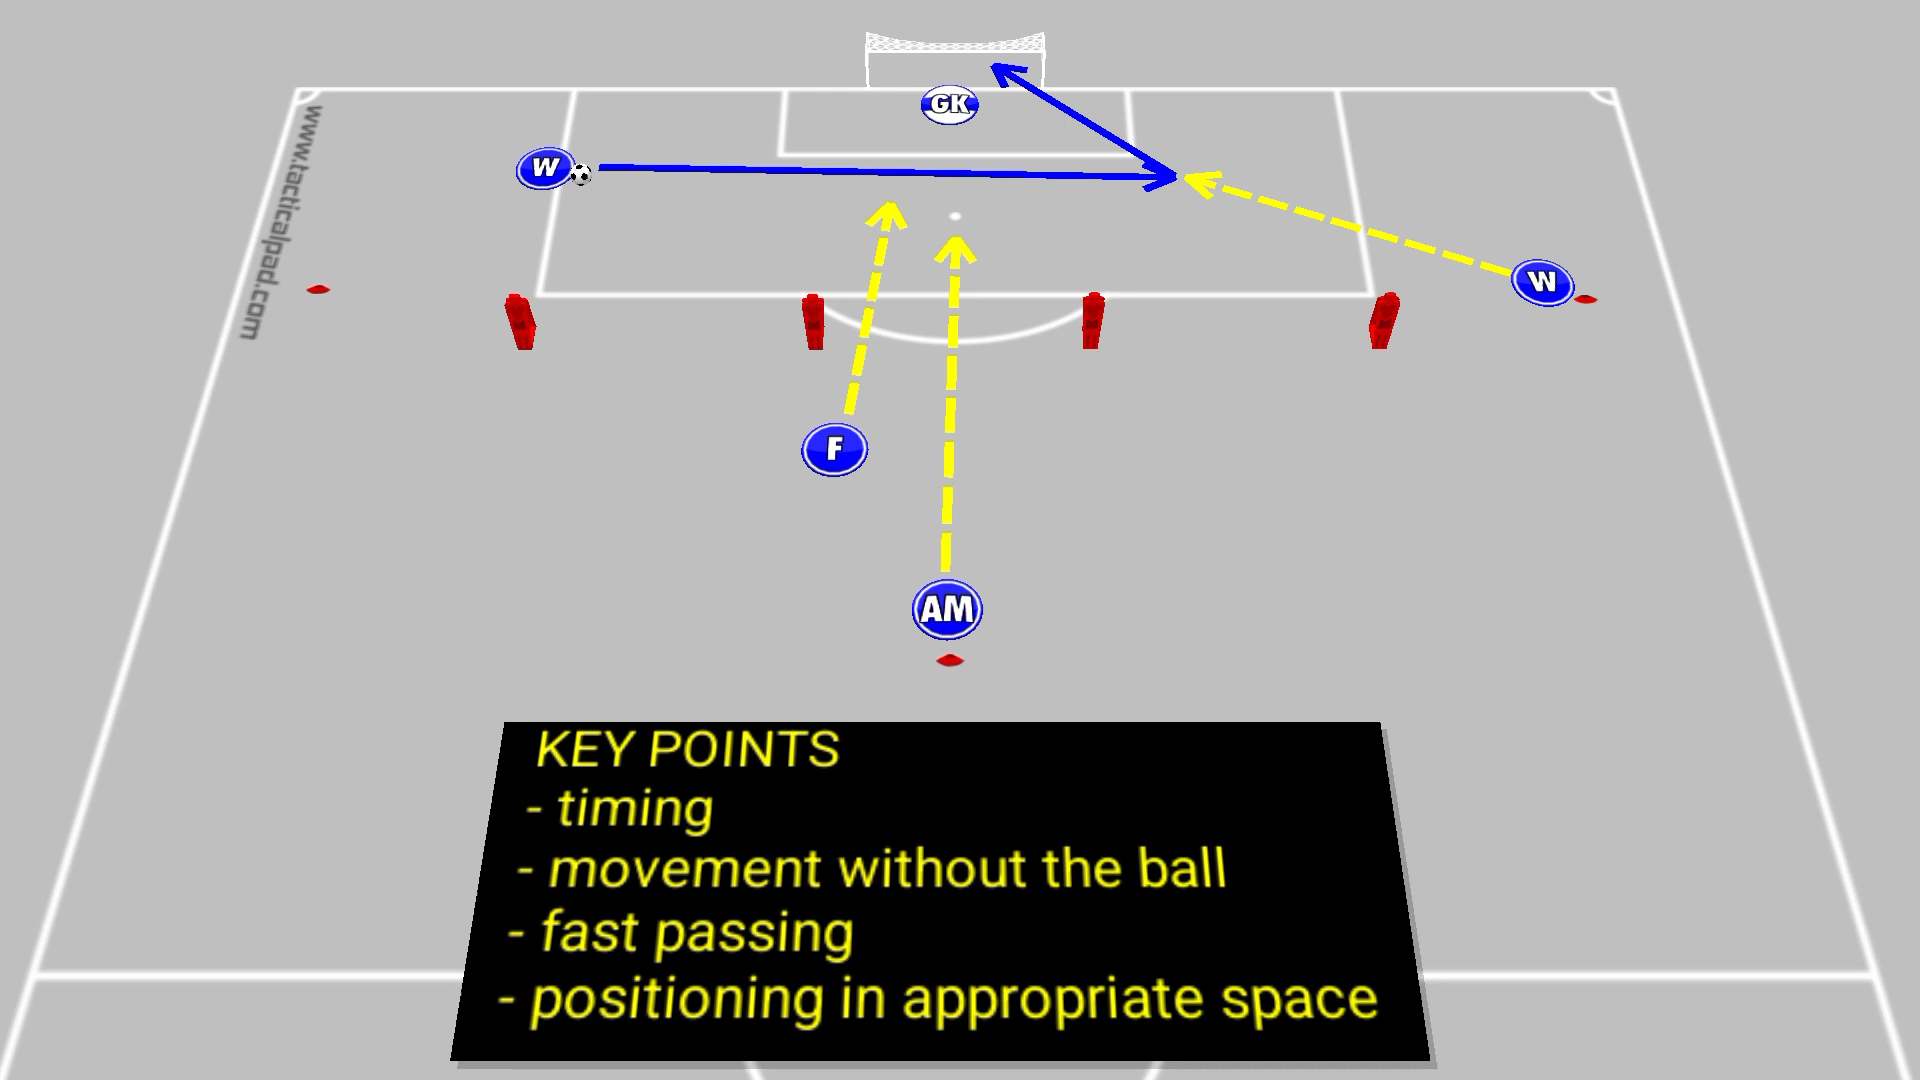 GK
W
www.tacticalpad.com
W
F
AM
KEY POINTS
- timing
- movement without the ball
- fast passing
- positioning in appropriate space